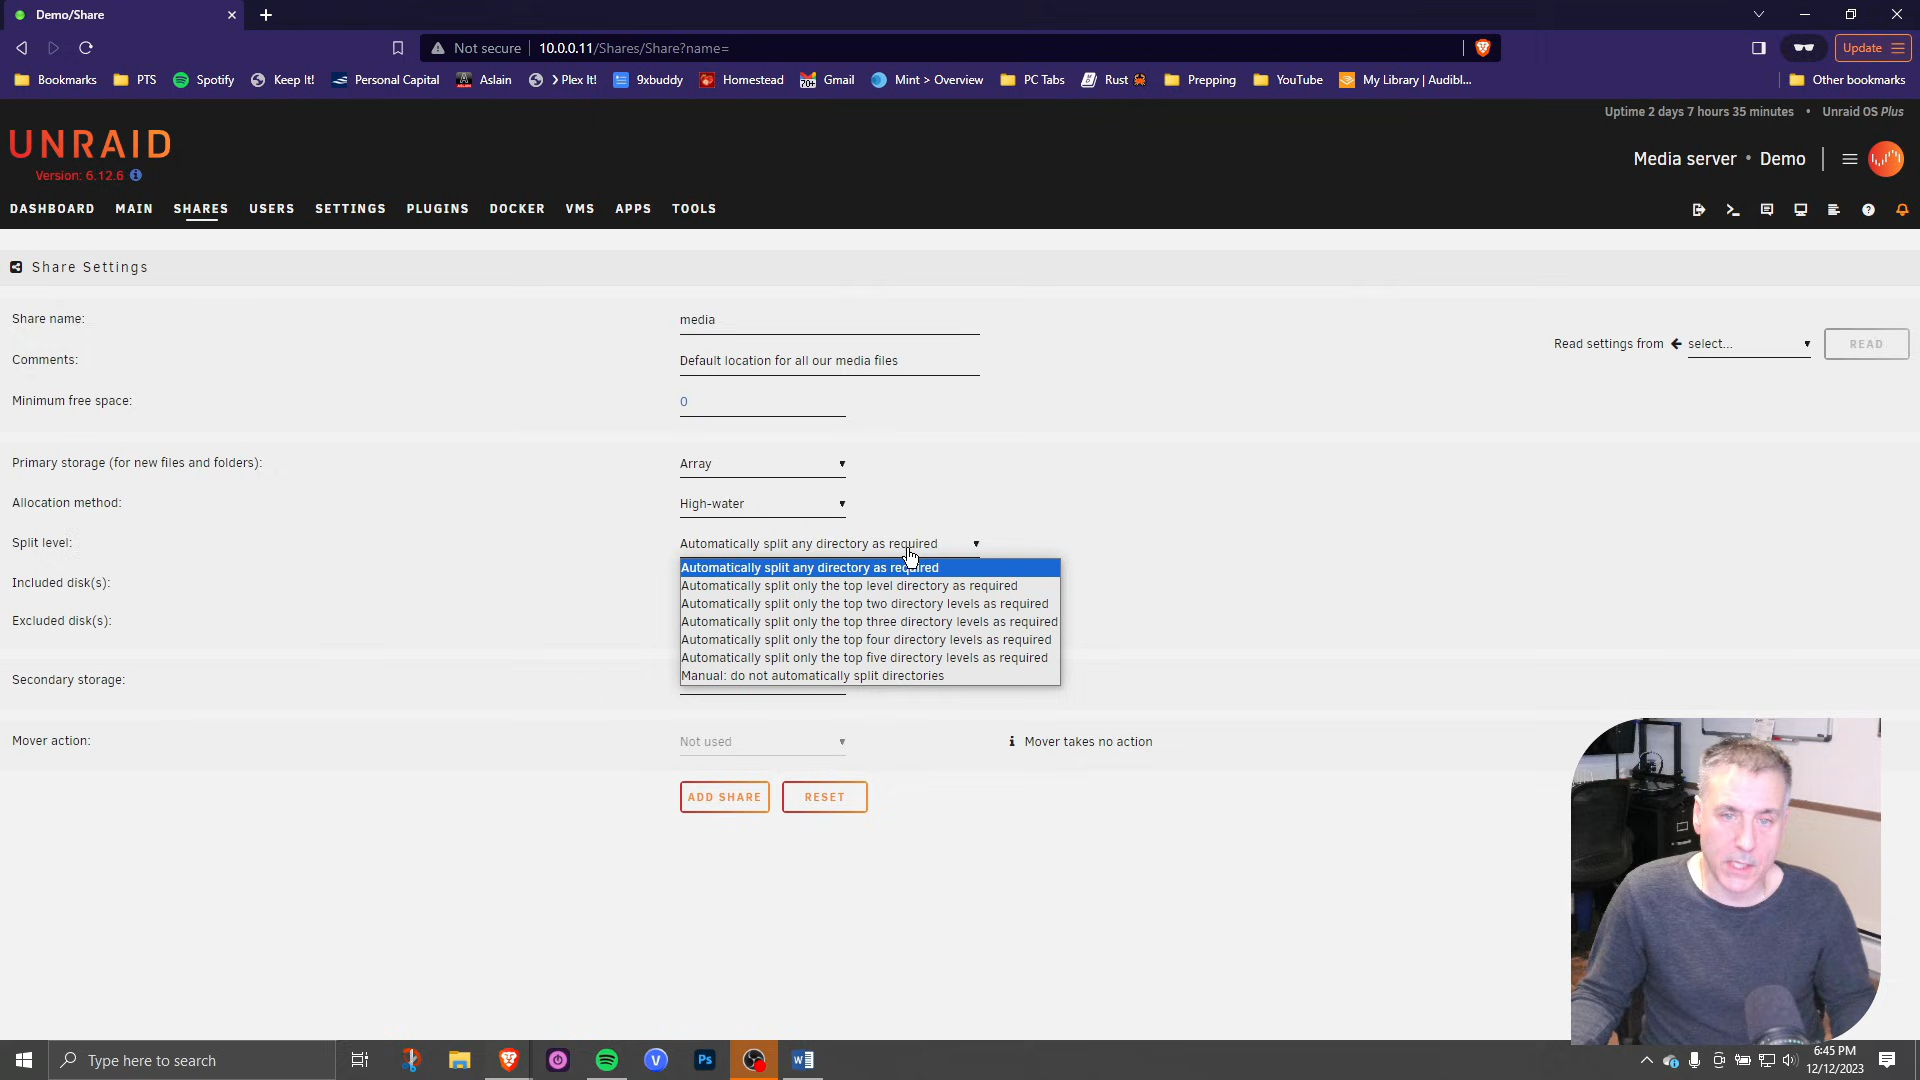 Demo/Share
Not secure 10.0.0.11/Shares/Share?name=
Update
Bookmarks PTS Spotify Keep It! Personal Capital Aslain > Plex It! 9xbuddy Homestead 70+ Gmail Mint > Overview PC Tabs Rust Prepping YouTube My Library | Audibl... Other bookmarks
Uptime 2 days 7 hours 35 minutes • Unraid OS Plus
UNRAID
Version: 6.12.6
Media server • Demo
DASHBOARD MAIN SHARES USERS SETTINGS PLUGINS DOCKER VMS APPS TOOLS
Share Settings
Share name: media
Read settings from select... READ
Comments: Default location for all our media files
Minimum free space: 0
Primary storage (for new files and folders): Array
Allocation method: High-water
Split level: Automatically split any directory as required
Automatically split any directory as required
Included disk(s):
Automatically split only the top level directory as required
Automatically split only the top two directory levels as required
Excluded disk(s):
Automatically split only the top three directory levels as required
Automatically split only the top four directory levels as required
Automatically split only the top five directory levels as required
Secondary storage:
Manual: do not automatically split directories
Mover action: Not used Mover takes no action
ADD SHARE RESET
Type here to search
V
Ps
W
6:45 PM
12/12/2023